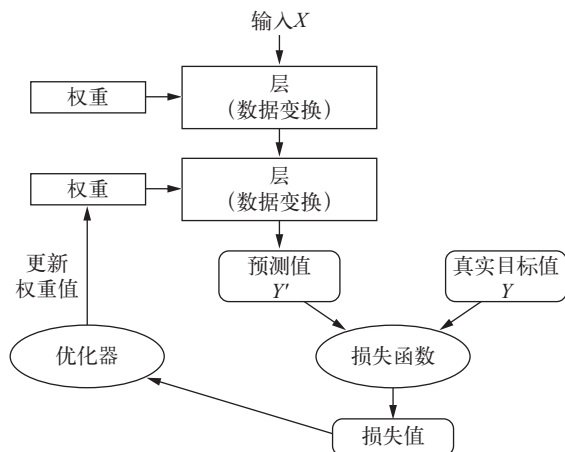 输入X
权重
层
（数据变换）
权重
层
（数据变换）
更新
权重值
预测值
Y'
真实目标值
Y
优化器
损失函数
损失值